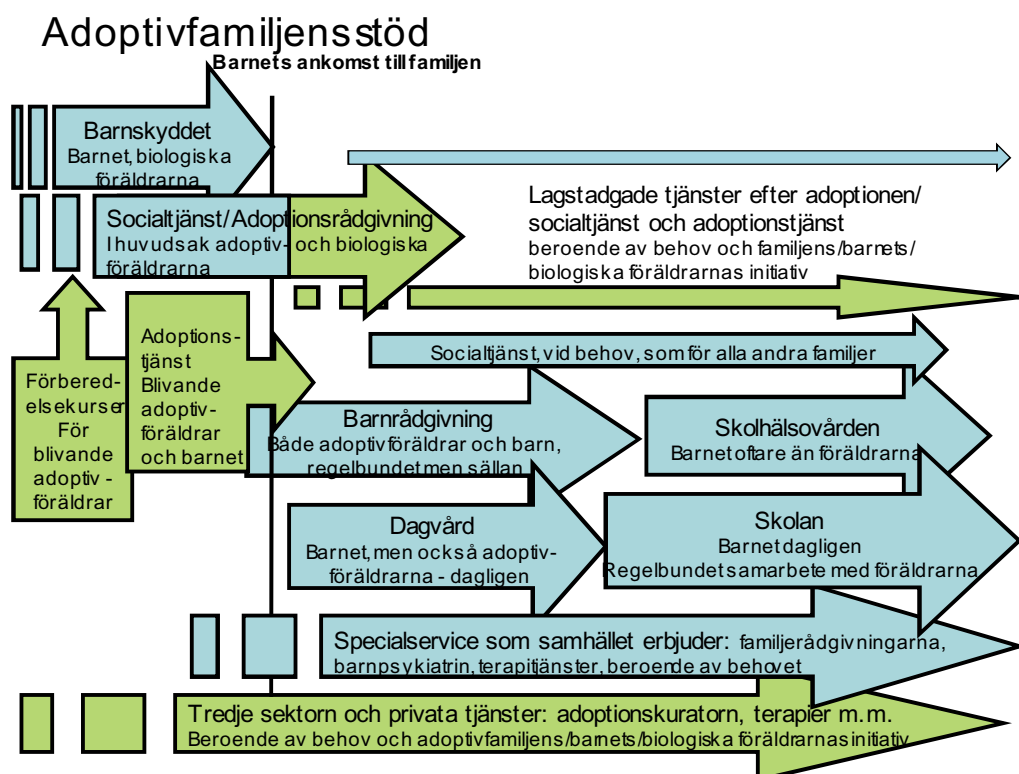 Adoptivfamiljens stöd
Barnets ankomst till familjen
Barnskyddet
Barnet, biologiska
föräldrarna
Socialtjänst/Adoptionsrådgivning
I huvudsak adoptiv- och biologiska
föräldrarna
Lagstadgade tjänster efter adoptionen/
socialtjänst och adoptionstjänst
beroende av behov och familjens/barnets/
biologiska föräldrarnas initiativ
Förbered-
elsekurser
För
blivande
adoptiv-
föräldrar
Adoptions-
tjänst
Blivande
adoptiv-
föräldrar
och barnet
Socialtjänst, vid behov, som för alla andra familjer
Barnrådgivning
Både adoptivföräldrar och barn,
regelbundet men sällan
Skolhälsovården
Barnet oftare än föräldrarna
Dagvård
Barnet, men också adoptiv-
föräldrarna - dagligen
Skolan
Barnet dagligen
Regelbundet samarbete med föräldrarna
Specialservice som samhället erbjuder: familjerådgivningarna,
barnpsykiatrin, terapitjänster, beroende av behovet
Tredje sektorn och privata tjänster: adoptionskuratorn, terapier m.m.
Beroende av behov och adoptivfamiljens/barnets/biologiska föräldrarnas initiativ